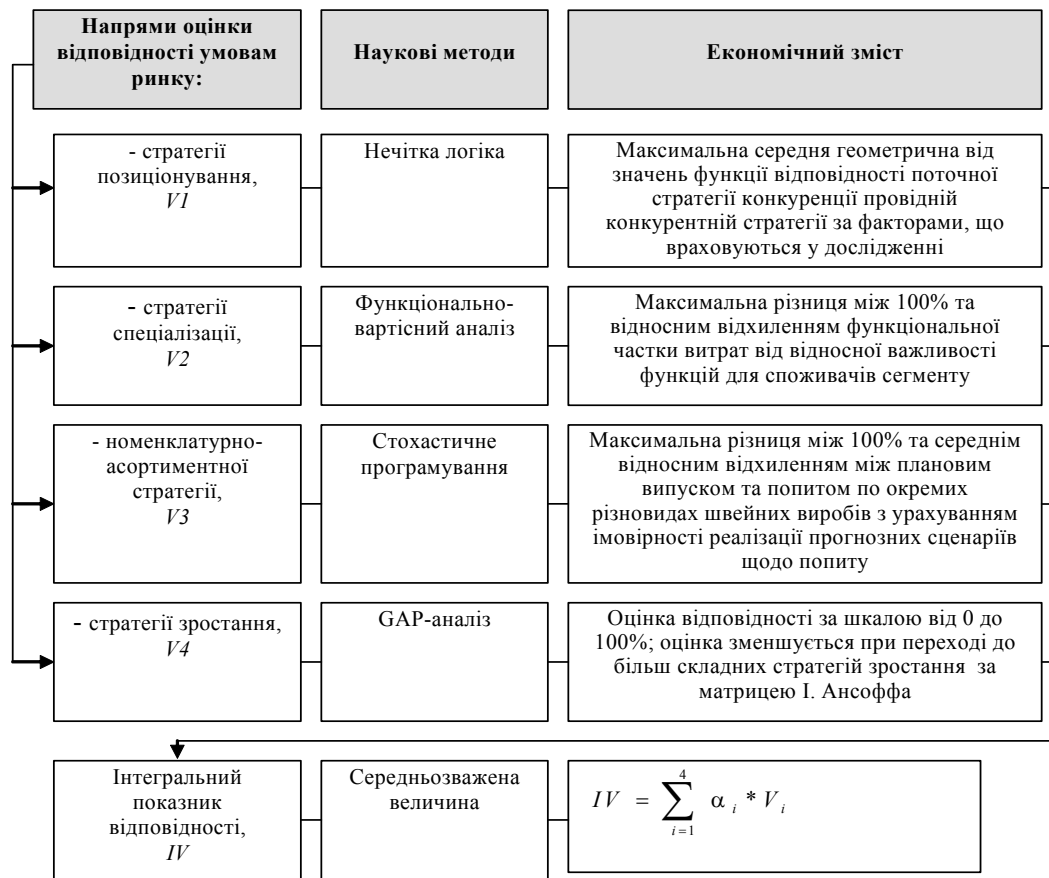 Напрями оцінки
відповідності умовам
ринку:
Наукові методи
Економічний зміст
- стратегії
позиціонування,
V1
Нечітка логіка
Максимальна середня геометрична від
значень функції відповідності поточної
стратегії конкуренції провідній
конкурентній стратегії за факторами, що
враховуються у дослідженні
- стратегії
спеціалізації,
V2
Функціонально-
вартісний аналіз
Максимальна різниця між 100% та
відносним відхиленням функціональної
частки витрат від відносної важливості
функцій для споживачів сегменту
- номенклатурно-
асортиментної
стратегії,
V3
Стохастичне
програмування
Максимальна різниця між 100% та середнім
відносним відхиленням між плановим
випуском та попитом по окремих
різновидах швейних виробів з урахуванням
імовірності реалізації прогнозних сценаріїв
щодо попиту
- стратегії зростання,
V4
GAP-аналіз
Оцінка відповідності за шкалою від 0 до
100%; оцінка зменшується при переході до
більш складних стратегій зростання за
матрицею І. Ансоффа
Інтегральний
показник
відповідності,
IV
Середньозважена
величина
IV = ∑_{i=1}^{4} α_i * V_i